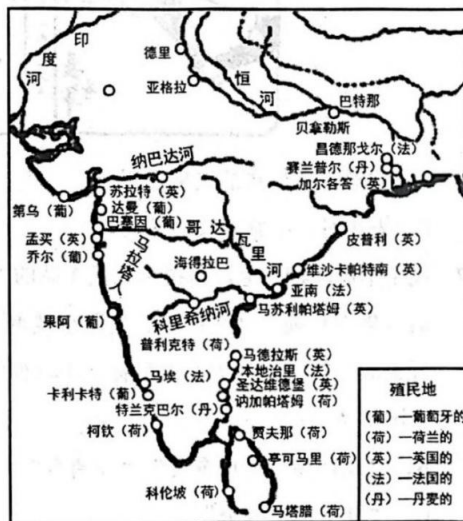 印
度
河
德里
亚格拉
恒
河
巴特那
贝拿勒斯
昌德那戈尔（法）
赛兰普尔（丹）
加尔各答（英）
纳巴达河
第乌（葡）
苏拉特（英）
达曼（葡）
巴塞因（葡）
孟买（英）
乔尔（葡）
哥达瓦里河
马拉塔人
海得拉巴
皮普利（英）
维沙卡帕特南（英）
亚南（法）
马苏利帕塔姆（英）
科里希纳河
果阿（葡）
普利克特（荷）
马德拉斯（英）
本地治里（法）
圣达维德堡（英）
讷加帕塔姆（荷）
马埃（法）
卡利卡特（葡）
特兰克巴尔（丹）
柯钦（荷）
贾夫那（荷）
亭可马里（荷）
科伦坡（荷）
马塔腊（荷）
殖民地
（葡）—葡萄牙的
（荷）—荷兰的
（英）—英国的
（法）—法国的
（丹）—丹麦的